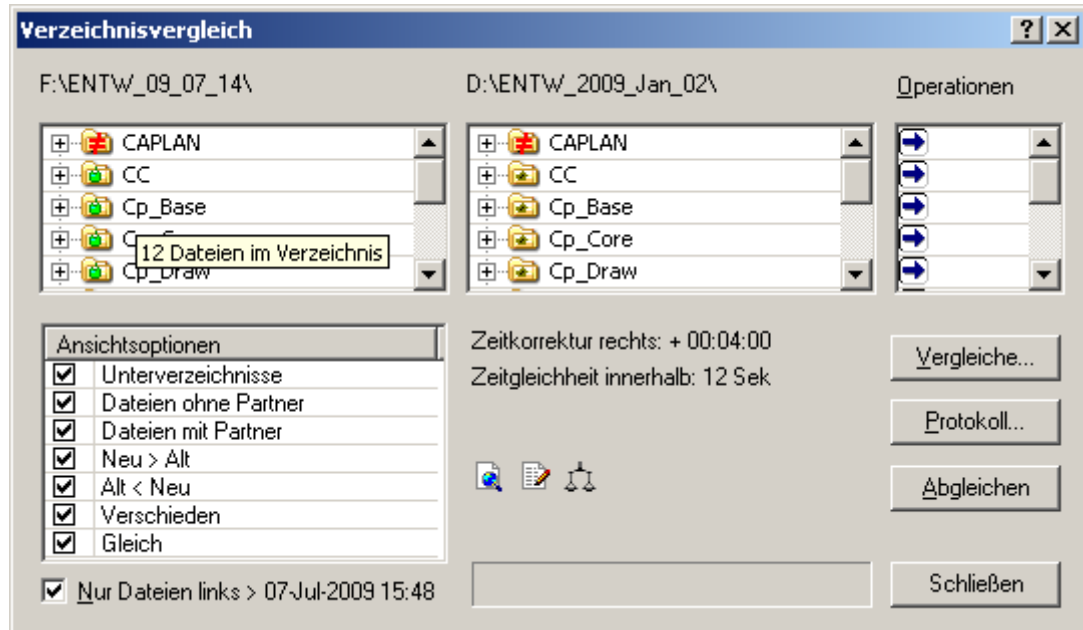 Verzeichnisvergleich
F:\ENTW_09_07_14\
D:\ENTW_2009_Jan_02\
Operationen
CAPLAN
CC
Cp_Base
12 Dateien im Verzeichnis
Cp_Draw
CAPLAN
CC
Cp_Base
Cp_Core
Cp_Draw
Ansichtsoptionen
Unterverzeichnisse
Dateien ohne Partner
Dateien mit Partner
Neu > Alt
Alt < Neu
Verschieden
Gleich
Nur Dateien links > 07-Jul-2009 15:48
Zeitkorrektur rechts: + 00:04:00
Zeitgleichheit innerhalb: 12 Sek
Vergleiche...
Protokoll...
Abgleichen
Schließen